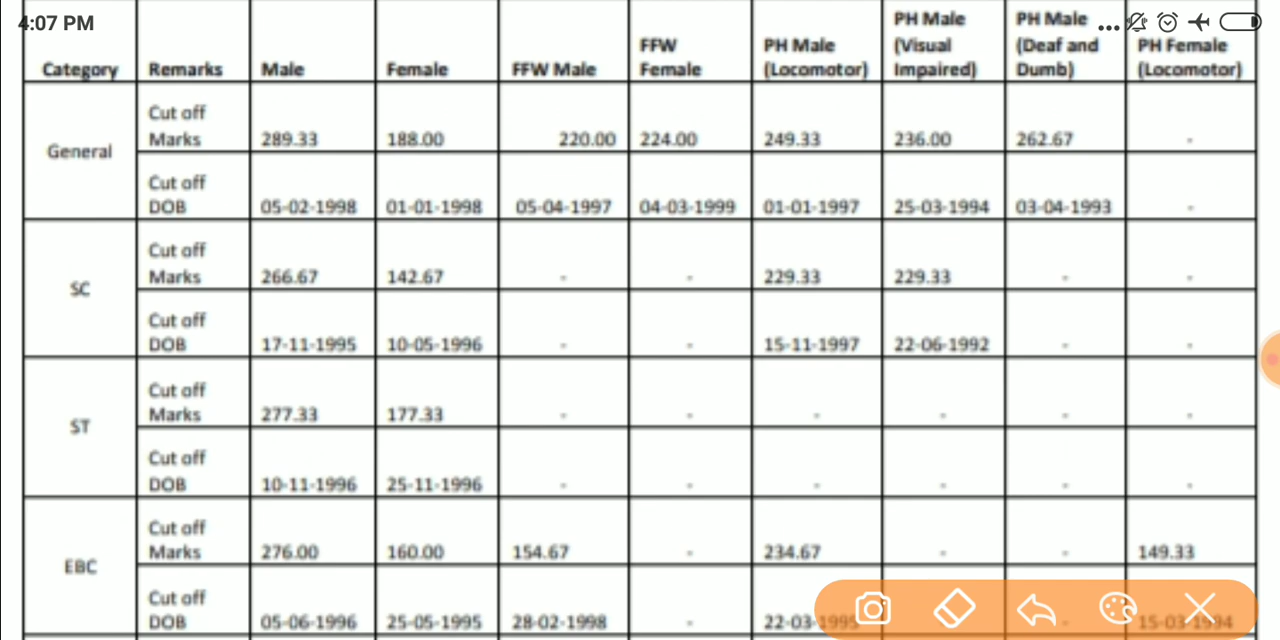 4:07 PM
Category Remarks Male Female FFW Male FFW Female PH Male (Locomotor) PH Male (Visual Impaired) PH Male (Deaf and Dumb) PH Female (Locomotor)
General Cut off Marks 289.33 188.00 220.00 224.00 249.33 236.00 262.67 -
Cut off DOB 05-02-1998 01-01-1998 05-04-1997 04-03-1999 01-01-1997 25-03-1994 03-04-1993 -
SC Cut off Marks 266.67 142.67 - - 229.33 229.33 - -
Cut off DOB 17-11-1995 10-05-1996 - - 15-11-1997 22-06-1992 - -
ST Cut off Marks 277.33 177.33 - - - - - -
Cut off DOB 10-11-1996 25-11-1996 - - - - - -
EBC Cut off Marks 276.00 160.00 154.67 - 234.67 - - 149.33
Cut off DOB 05-06-1996 25-05-1995 28-02-1998 - 22-03-1995 - 15-03-1994